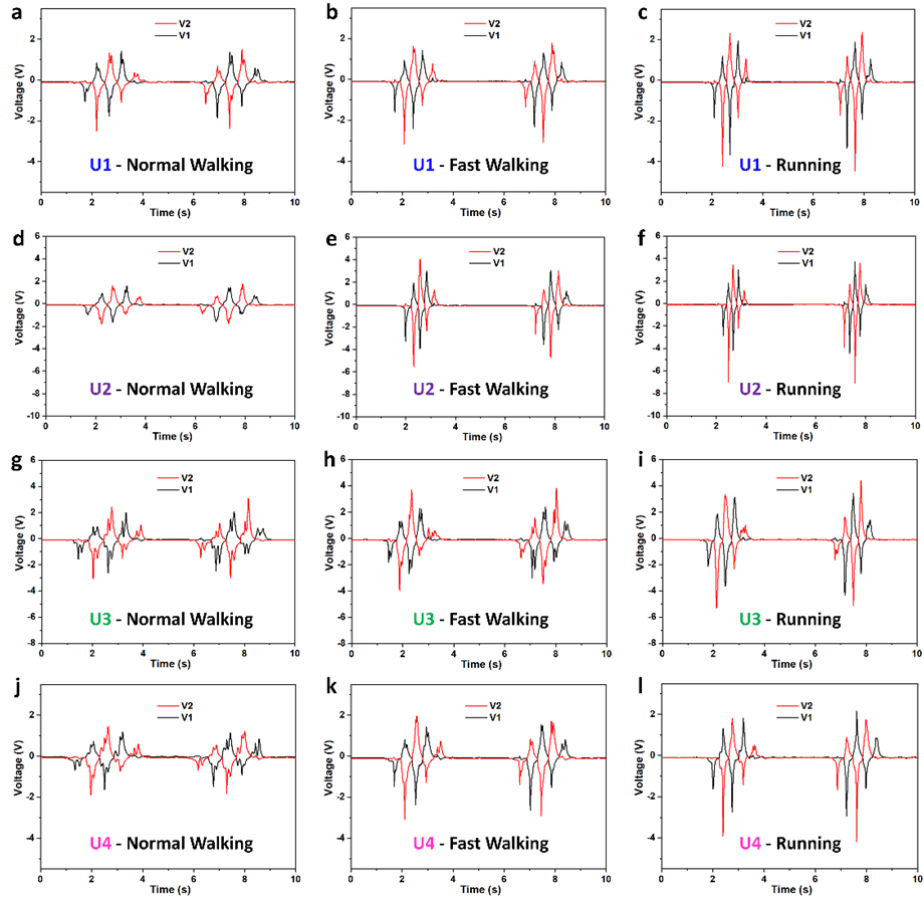 a
V2
V1
2
0
-2
-4
Voltage (V)
U1 - Normal Walking
0 2 4 6 8 10
Time (s)
b
V2
V1
2
0
-2
-4
Voltage (V)
U1 - Fast Walking
0 2 4 6 8 10
Time (s)
c
V2
V1
2
0
-2
-4
Voltage (V)
U1 - Running
0 2 4 6 8 10
Time (s)
d
V2
V1
6
4
2
0
-2
-4
-6
-8
-10
Voltage (V)
U2 - Normal Walking
0 2 4 6 8 10
Time (s)
e
V2
V1
6
4
2
0
-2
-4
-6
-8
-10
Voltage (V)
U2 - Fast Walking
0 2 4 6 8 10
Time (s)
f
V2
V1
6
4
2
0
-2
-4
-6
-8
-10
Voltage (V)
U2 - Running
0 2 4 6 8 10
Time (s)
g
V2
V1
6
4
2
0
-2
-4
-6
-8
Voltage (V)
U3 - Normal Walking
0 2 4 6 8 10
Time (s)
h
V2
V1
6
4
2
0
-2
-4
-6
-8
Voltage (V)
U3 - Fast Walking
0 2 4 6 8 10
Time (s)
i
V2
V1
6
4
2
0
-2
-4
-6
-8
Voltage (V)
U3 - Running
0 2 4 6 8 10
Time (s)
j
V2
V1
2
0
-2
-4
Voltage (V)
U4 - Normal Walking
0 2 4 6 8 10
Time (s)
k
V2
V1
2
0
-2
-4
Voltage (V)
U4 - Fast Walking
0 2 4 6 8 10
Time (s)
l
V2
V1
2
0
-2
-4
Voltage (V)
U4 - Running
0 2 4 6 8 10
Time (s)